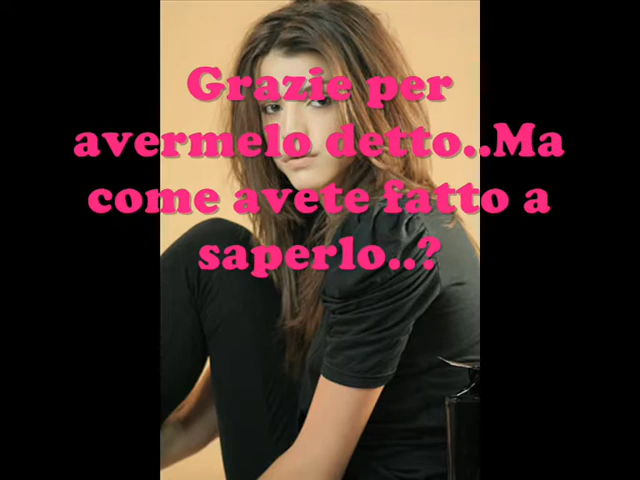 Grazie per
avermelo detto..Ma
come avete fatto a
saperlo..?